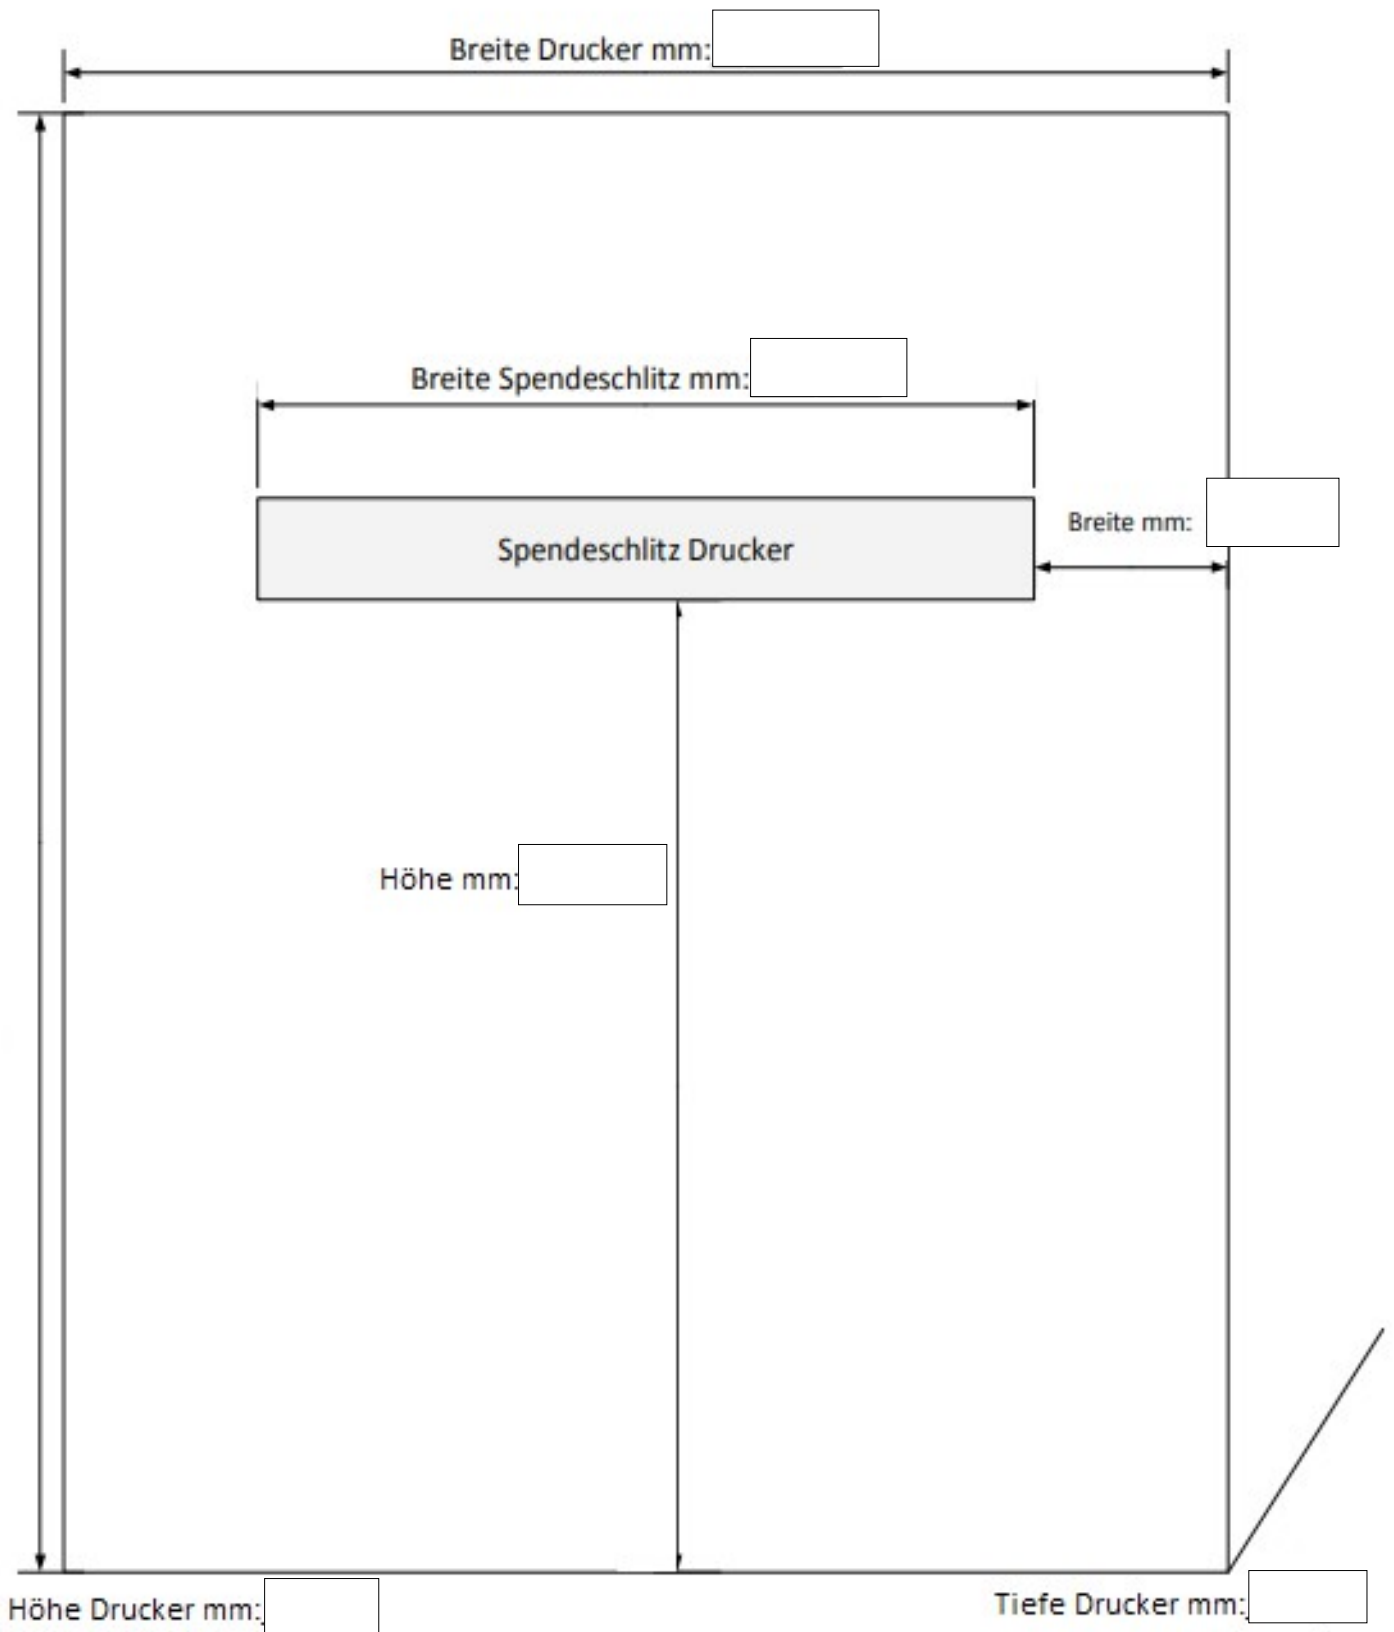 Breite Drucker mm:
Breite Spendeschlitz mm:
Breite mm:
Spendeschlitz Drucker
Höhe mm:
Höhe Drucker mm:
Tiefe Drucker mm: